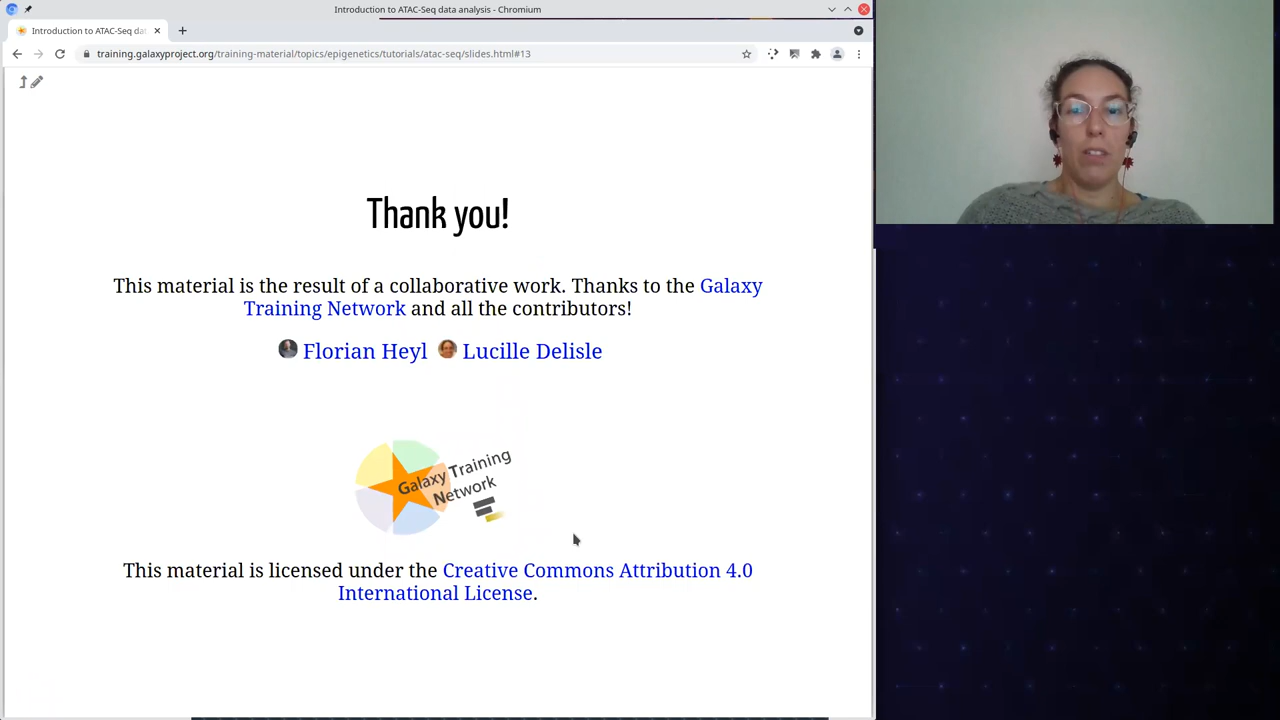 Introduction to ATAC-Seq data analysis - Chromium
Introduction to ATAC-Seq dat
training.galaxyproject.org/training-material/topics/epigenetics/tutorials/atac-seq/slides.html#13
Thank you!
This material is the result of a collaborative work. Thanks to the Galaxy
Training Network and all the contributors!
Florian Heyl Lucille Delisle
Galaxy Training
Network
This material is licensed under the Creative Commons Attribution 4.0
International License.